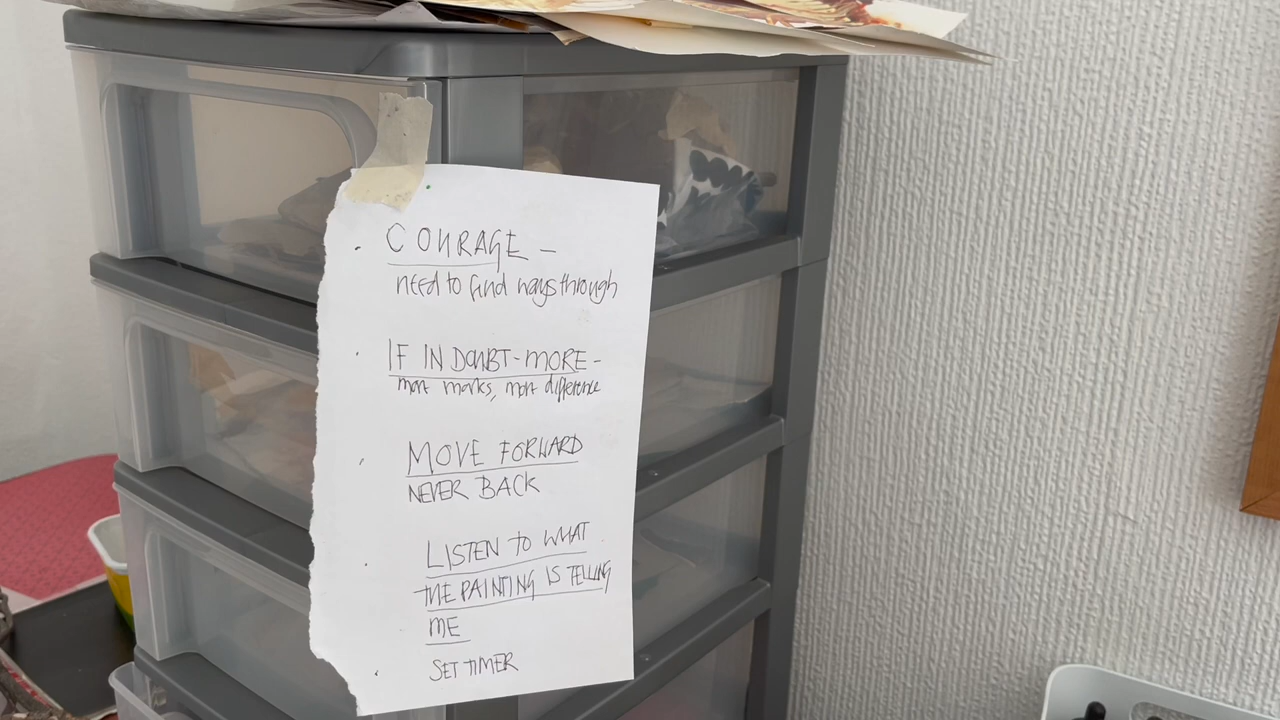 · COURAGE –
need to find ways through
· IF IN DOUBT - MORE -
more marks, more difference
· MOVE FORWARD
NEVER BACK
· LISTEN TO WHAT
THE PAINTING IS TELLING
ME
· SET TIMER